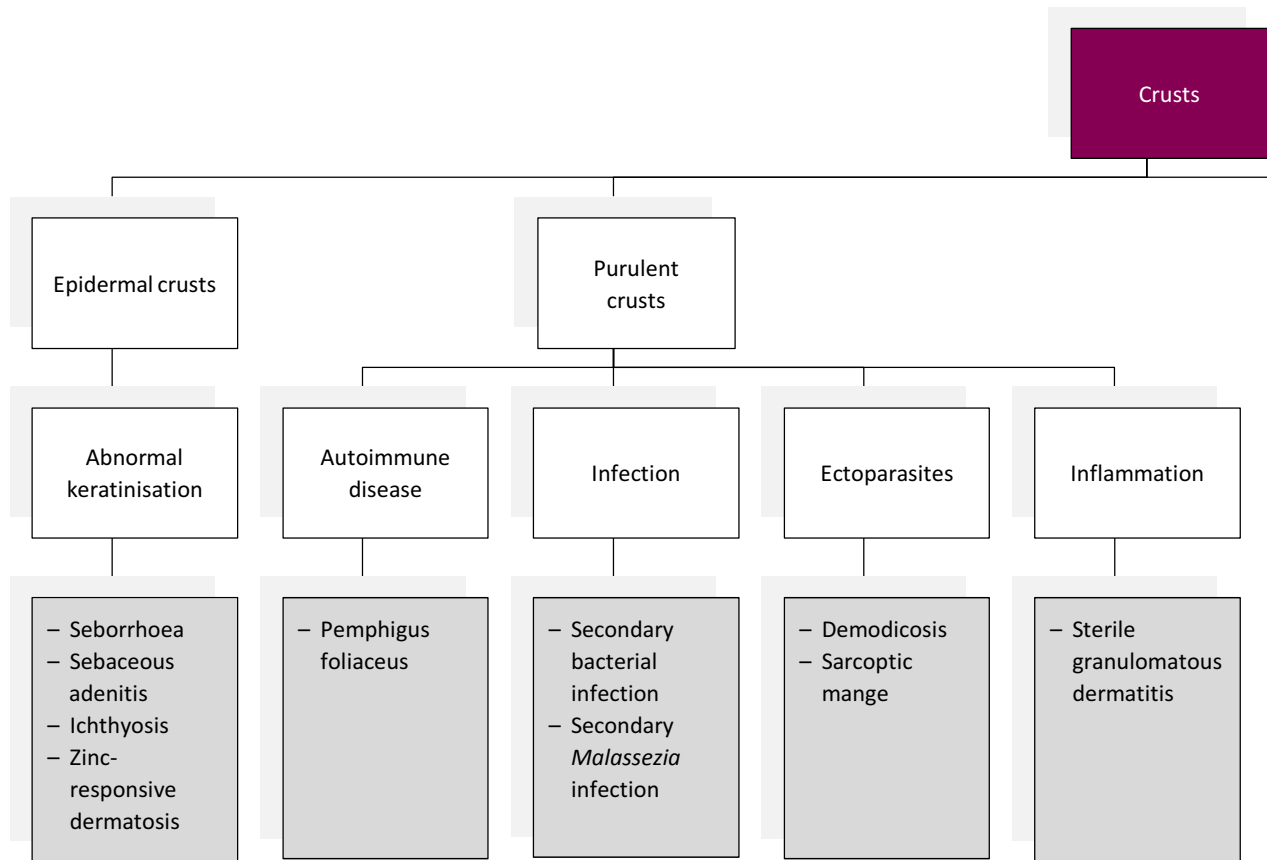 Crusts
Epidermal crusts
Purulent
crusts
Abnormal
keratinisation
Autoimmune
disease
Infection
Ectoparasites
Inflammation
– Seborrhoea
– Sebaceous
adenitis
– Ichthyosis
– Zinc-
responsive
dermatosis
– Pemphigus
foliaceus
– Secondary
bacterial
infection
– Secondary
Malassezia
infection
– Demodicosis
– Sarcoptic
mange
– Sterile
granulomatous
dermatitis